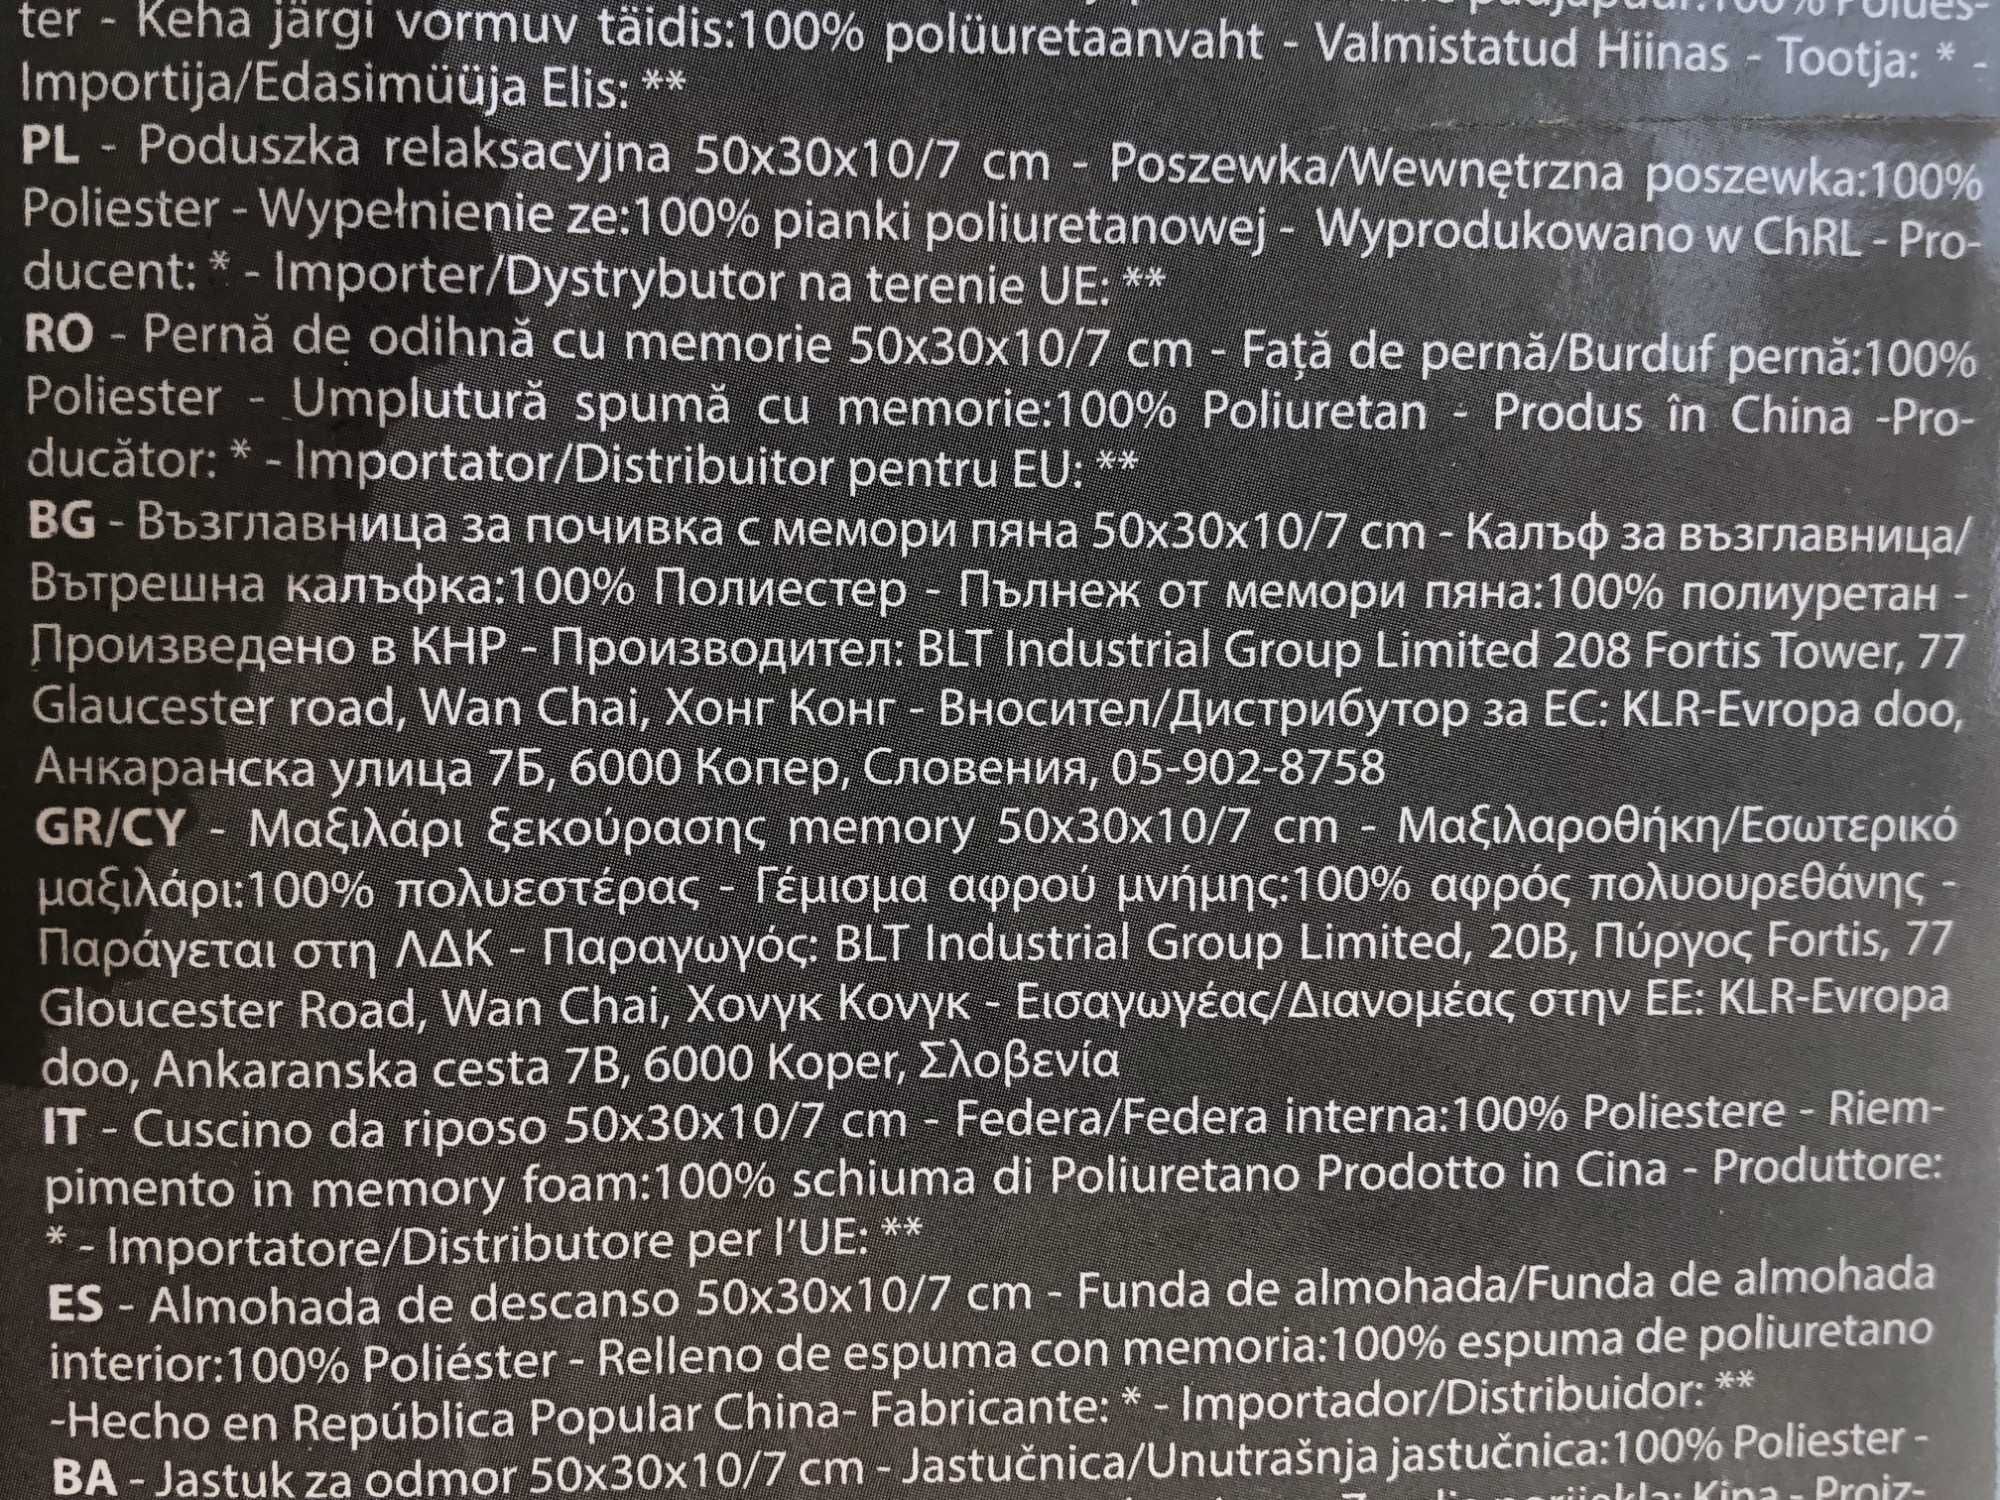 ter - Keha järgi vormuv täidis:100% polüuretaanvaht - Valmistatud Hiinas - Tootja: * -
Importija/Edasimüüja Elis: **
PL - Poduszka relaksacyjna 50x30x10/7 cm - Poszewka/Wewnętrzna poszewka:100%
Poliester - Wypełnienie ze:100% pianki poliuretanowej - Wyprodukowano w ChRL - Pro-
ducent: * - Importer/Dystrybutor na terenie UE: **
RO - Pernă de odihnă cu memorie 50x30x10/7 cm - Față de pernă/Burduf pernă:100%
Poliester - Umplutură spumă cu memorie:100% Poliuretan - Produs în China -Pro-
ducător: * - Importator/Distribuitor pentru EU: **
BG - Възглавница за почивка с мемори пяна 50x30x10/7 cm - Калъф за възглавница/
Вътрешна калъфка:100% Полиестер - Пълнеж от мемори пяна:100% полиуретан -
Произведено в КНР - Производител: BLT Industrial Group Limited 208 Fortis Tower, 77
Glaucester road, Wan Chai, Хонг Конг - Вносител/Дистрибутор за ЕС: KLR-Evropa doo,
Анкаранска улица 7Б, 6000 Копер, Словения, 05-902-8758
GR/CY - Μαξιλάρι ξεκούρασης memory 50x30x10/7 cm - Μαξιλαροθήκη/Εσωτερικό
μαξιλάρι:100% πολυεστέρας - Γέμισμα αφρού μνήμης:100% αφρός πολυουρεθάνης -
Παράγεται στη ΛΔΚ - Παραγωγός: BLT Industrial Group Limited, 20B, Πύργος Fortis, 77
Gloucester Road, Wan Chai, Χονγκ Κονγκ - Εισαγωγέας/Διανομέας στην ΕΕ: KLR-Evropa
doo, Ankaranska cesta 7B, 6000 Koper, Σλοβενία
IT - Cuscino da riposo 50x30x10/7 cm - Federa/Federa interna:100% Poliestere - Riem-
pimento in memory foam:100% schiuma di Poliuretano Prodotto in Cina - Produttore:
* - Importatore/Distributore per l'UE: **
ES - Almohada de descanso 50x30x10/7 cm - Funda de almohada/Funda de almohada
interior:100% Poliéster - Relleno de espuma con memoria:100% espuma de poliuretano
-Hecho en República Popular China- Fabricante: * - Importador/Distribuidor: **
BA - Jastuk za odmor 50x30x10/7 cm - Jastučnica/Unutrašnja jastučnica:100% Poliester -
Kina - Proiz-